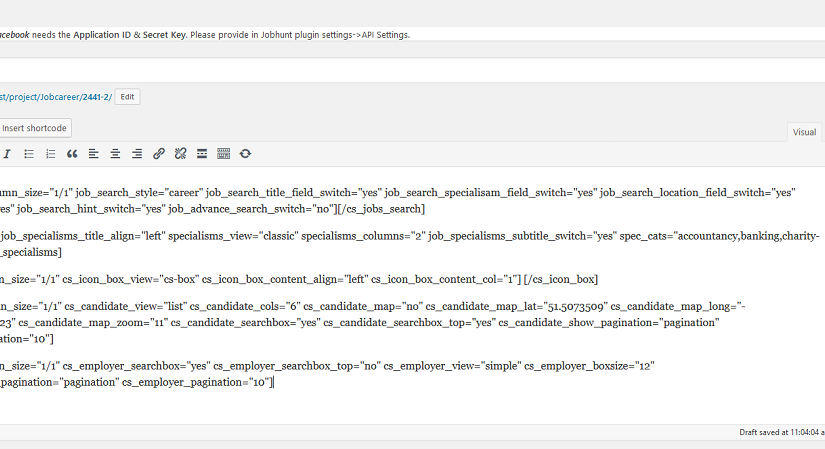 acebook needs the Application ID & Secret Key. Please provide in Jobhunt plugin settings->API Settings.
st/project/Jobcareer/2441-2/ Edit
Insert shortcode
Visual
umn_size="1/1" job_search_style="career" job_search_title_field_switch="yes" job_search_specialisam_field_switch="yes" job_search_location_field_switch="yes"
yes" job_search_hint_switch="yes" job_advance_search_switch="no"][/cs_jobs_search]
job_specialisms_title_align="left" specialisms_view="classic" specialisms_columns="2" job_specialisms_subtitle_switch="yes" spec_cats="accountancy,banking,charity-
_specialisms]
n_size="1/1" cs_icon_box_view="cs-box" cs_icon_box_content_align="left" cs_icon_box_content_col="1"] [/cs_icon_box]
nn_size="1/1" cs_candidate_view="list" cs_candidate_cols="6" cs_candidate_map="no" cs_candidate_map_lat="51.5073509" cs_candidate_map_long="-
23" cs_candidate_map_zoom="11" cs_candidate_searchbox="yes" cs_candidate_searchbox_top="yes" cs_candidate_show_pagination="pagination"
ation="10"]
n_size="1/1" cs_employer_searchbox="yes" cs_employer_searchbox_top="no" cs_employer_view="simple" cs_employer_boxsize="12"
pagination="pagination" cs_employer_pagination="10"]
Draft saved at 11:04:04 a